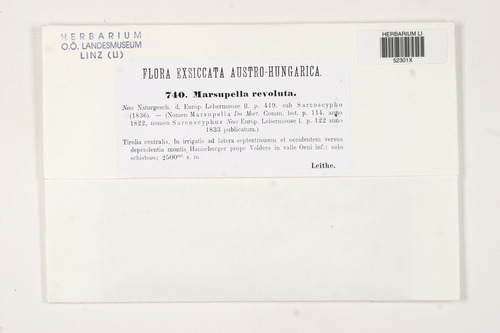 HERBARIUM
O.Ö. LANDESMUSEUM
LINZ (LI)
HERBARIUM LI
52301X
FLORA EXSICCATA AUSTRO-HUNGARICA.
740. Marsupella revoluta.
Nees Naturgesch. d. Europ. Lebermoose II. p. 419. sub Sarcoscypho
(1836). — (Nomen Marsupella Du Mort. Comm. bot. p. 114. anno
1822, nomen Sarcoscyphus Nees Europ. Lebermoose I. p. 122 anno
1833 publicatum.)
Tirolia centralis. In irrigatis ad latera septentrionem et occidentem versus
dependentia montis Hanneburger prope Volders in valle Oeni inf.; solo
schistoso; 2500mt s. m.
Leithe.